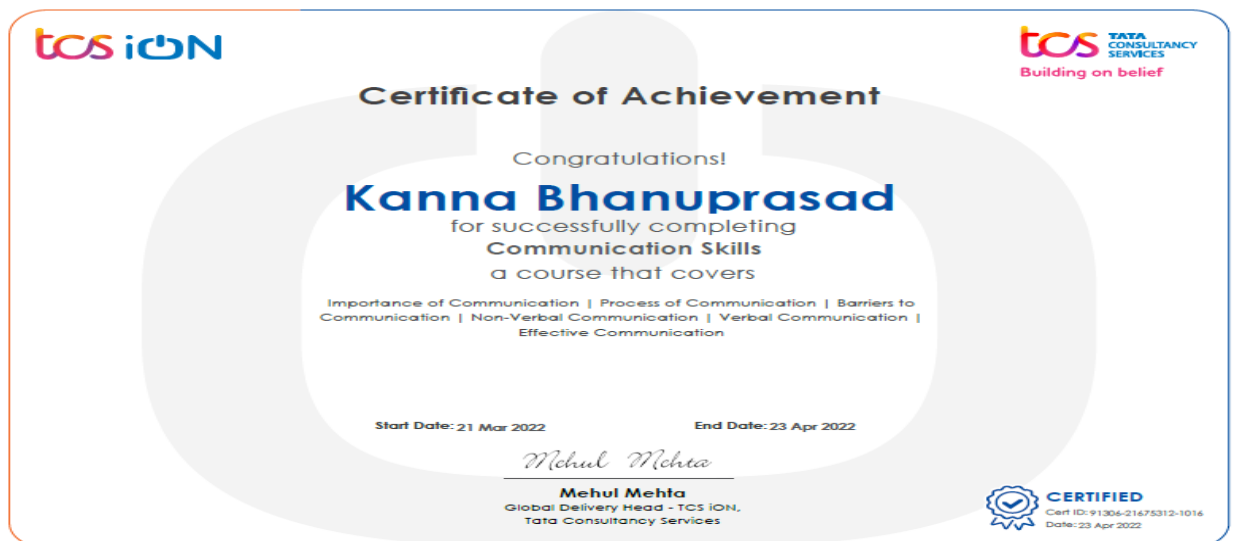 tcs iON
tcs TATA
CONSULTANCY
SERVICES
Building on belief
Certificate of Achievement
Congratulations!
Kanna Bhanuprasad
for successfully completing
Communication Skills
a course that covers
Importance of Communication | Process of Communication | Barriers to
Communication | Non-Verbal Communication | Verbal Communication |
Effective Communication
Start Date: 21 Mar 2022
End Date: 23 Apr 2022
Mehul Mehta
Mehul Mehta
Global Delivery Head - TCS iON,
Tata Consultancy Services
CERTIFIED
Cert ID: 91306-21675312-1016
Date: 23 Apr 2022